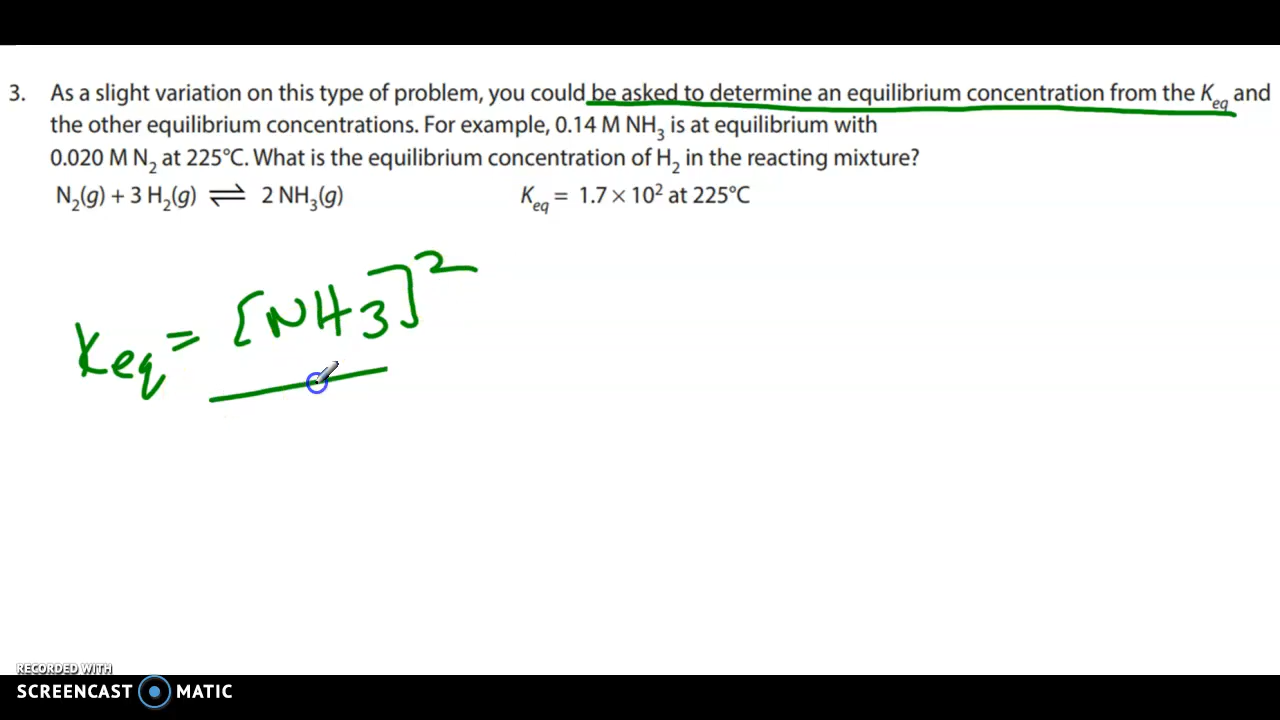 3. As a slight variation on this type of problem, you could be asked to determine an equilibrium concentration from the Keq and
the other equilibrium concentrations. For example, 0.14 M NH₃ is at equilibrium with
0.020 M N₂ at 225°C. What is the equilibrium concentration of H₂ in the reacting mixture?
N₂(g) + 3 H₂(g) ⇌ 2 NH₃(g) Keq = 1.7 × 10² at 225°C
Keq = [NH3]²
RECORDED WITH
SCREENCAST MATIC